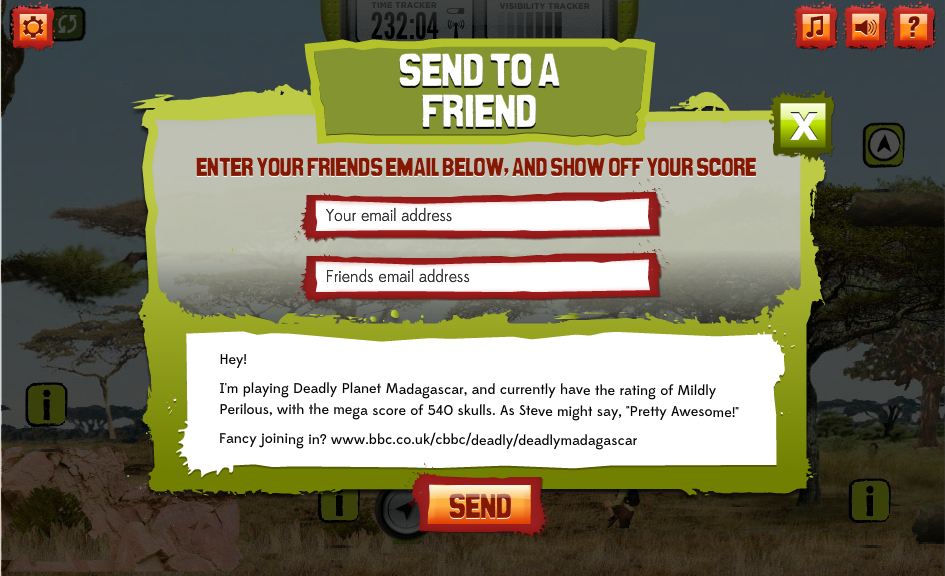 TIME TRACKER
VISIBILITY TRACKER
232:04
?
SEND TO A
FRIEND
X
ENTER YOUR FRIENDS EMAIL BELOW, AND SHOW OFF YOUR SCORE
Your email address
Friends email address
Hey!
I'm playing Deadly Planet Madagascar, and currently have the rating of Mildly
Perilous, with the mega score of 540 skulls. As Steve might say, "Pretty Awesome!"
Fancy joining in? www.bbc.co.uk/cbbc/deadly/deadlymadagascar
i
i
i
SEND